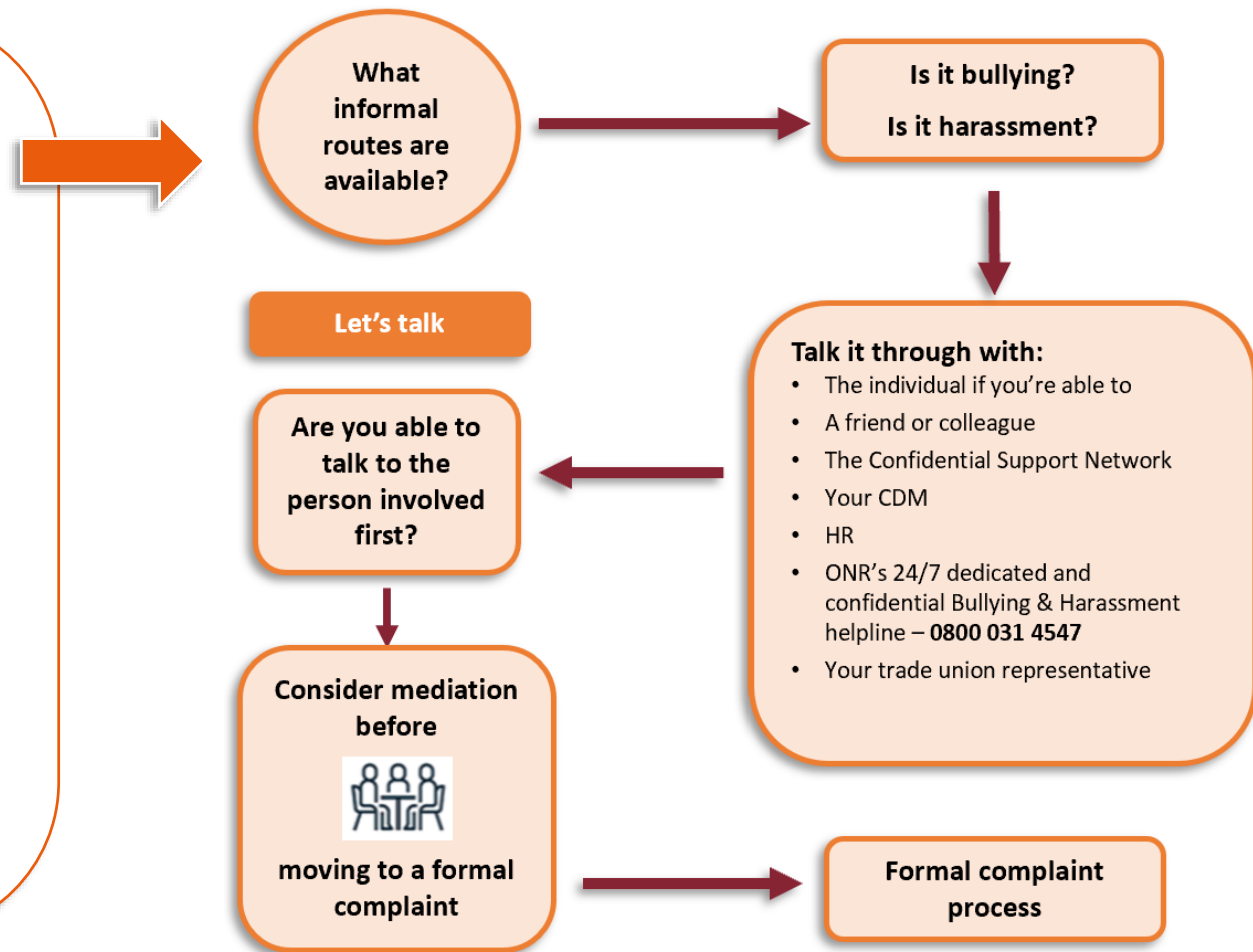 What
informal
routes are
available?
Is it bullying?
Is it harassment?
Let’s talk
Talk it through with:
• The individual if you’re able to
• A friend or colleague
• The Confidential Support Network
• Your CDM
• HR
• ONR’s 24/7 dedicated and
confidential Bullying & Harassment
helpline – 0800 031 4547
• Your trade union representative
Are you able to
talk to the
person involved
first?
Consider mediation
before
moving to a formal
complaint
Formal complaint
process